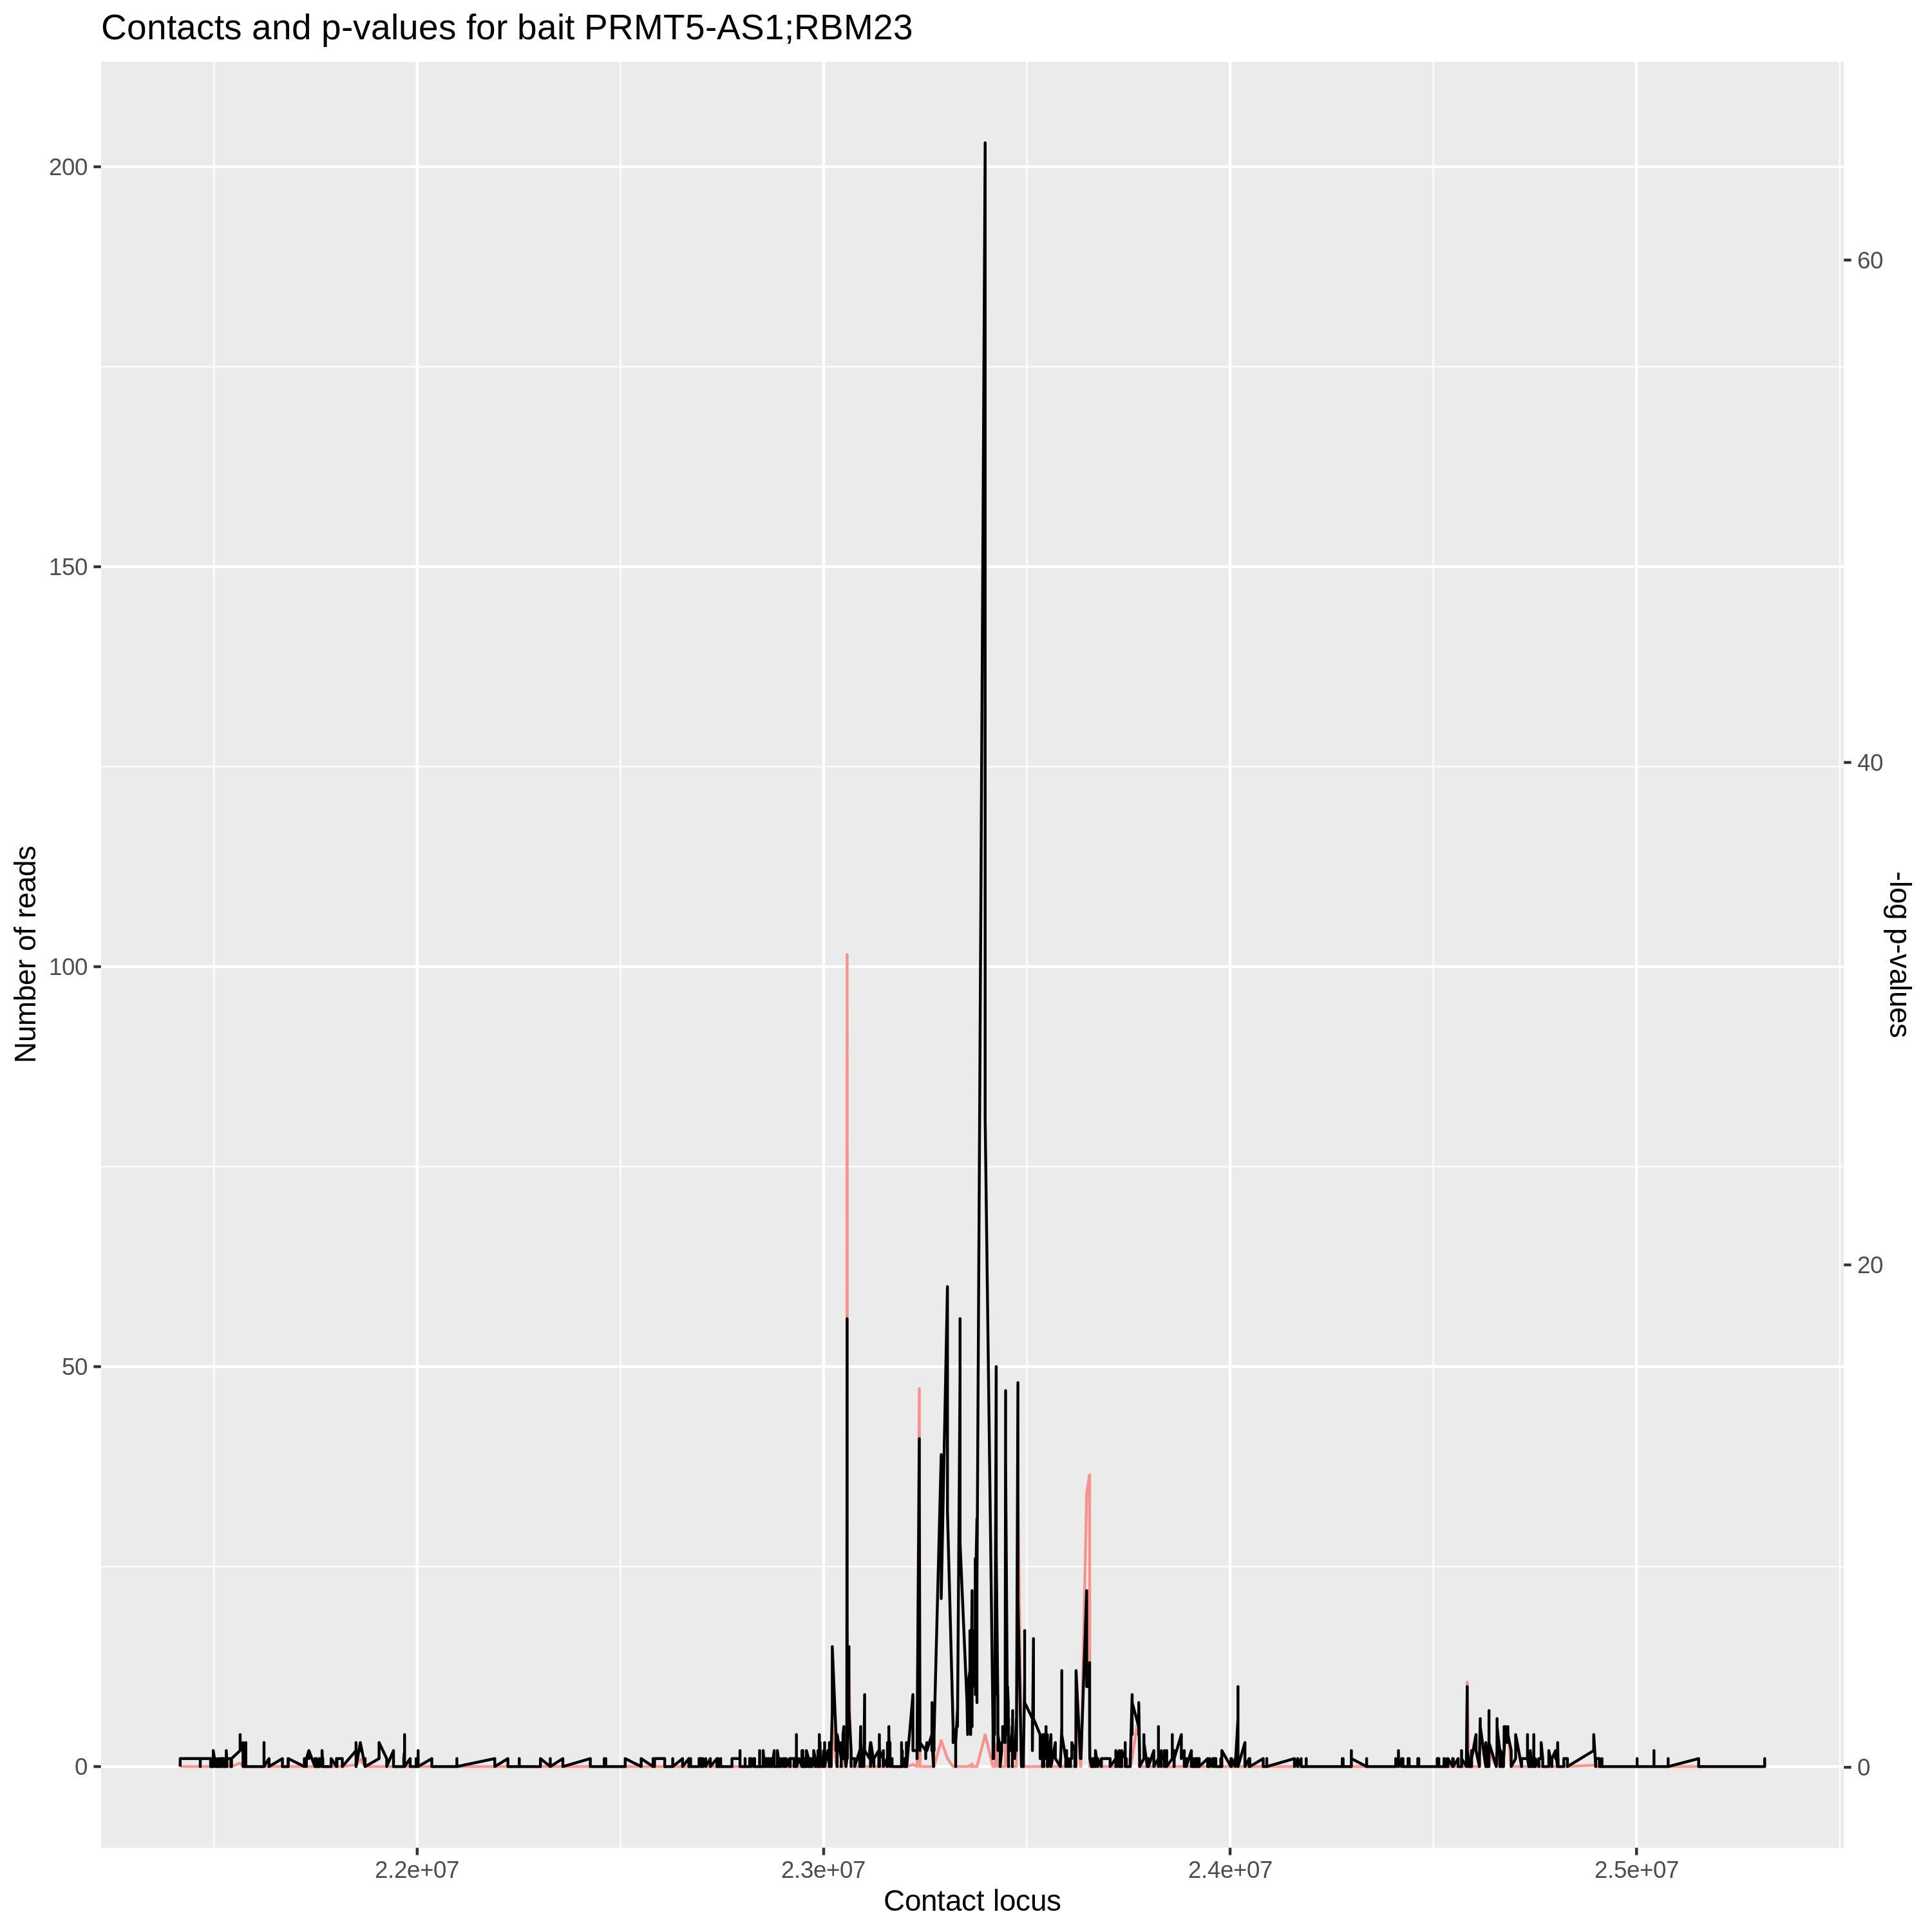 Contacts and p-values for bait PRMT5-AS1;RBM23
200
150
100
50
0
Number of reads
60
40
20
0
-log p-values
2.2e+07
2.3e+07
2.4e+07
2.5e+07
Contact locus